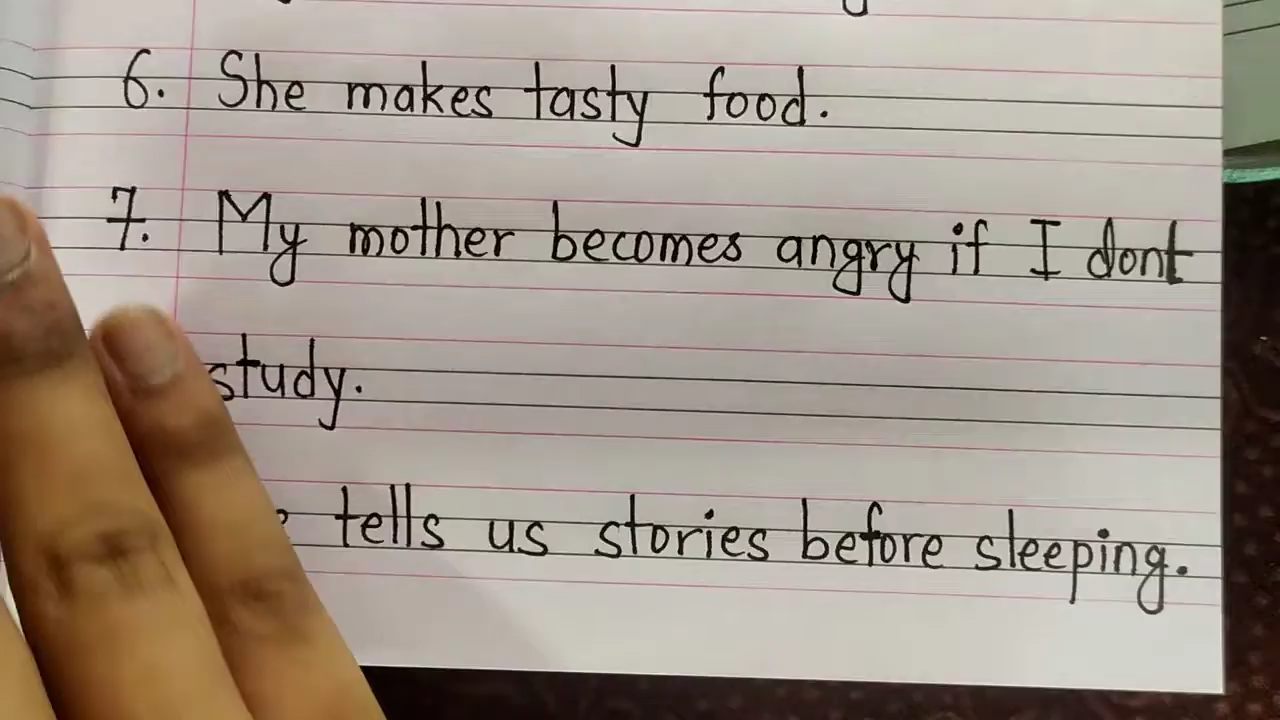 6. She makes tasty food.
7. My mother becomes angry if I dont
study.
tells us stories before sleeping.